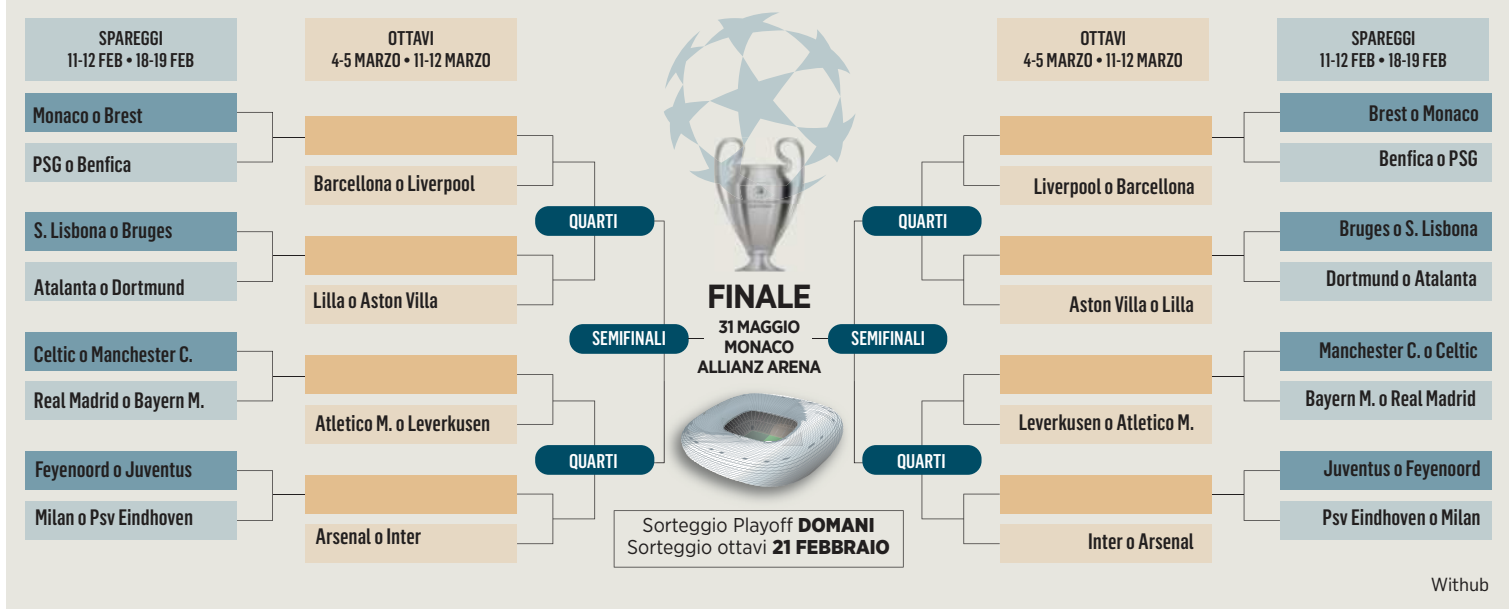 SPAREGGI
11-12 FEB • 18-19 FEB
OTTAVI
4-5 MARZO • 11-12 MARZO
OTTAVI
4-5 MARZO • 11-12 MARZO
SPAREGGI
11-12 FEB • 18-19 FEB
Monaco o Brest
PSG o Benfica
Barcellona o Liverpool
S. Lisbona o Bruges
Atalanta o Dortmund
Lilla o Aston Villa
Celtic o Manchester C.
Real Madrid o Bayern M.
Atletico M. o Leverkusen
Feyenoord o Juventus
Milan o Psv Eindhoven
Arsenal o Inter
QUARTI
SEMIFINALI
QUARTI
FINALE
31 MAGGIO
MONACO
ALLIANZ ARENA
Sorteggio Playoff DOMANI
Sorteggio ottavi 21 FEBBRAIO
QUARTI
SEMIFINALI
QUARTI
Brest o Monaco
Benfica o PSG
Liverpool o Barcellona
Bruges o S. Lisbona
Dortmund o Atalanta
Aston Villa o Lilla
Manchester C. o Celtic
Bayern M. o Real Madrid
Leverkusen o Atletico M.
Juventus o Feyenoord
Psv Eindhoven o Milan
Inter o Arsenal
Withub